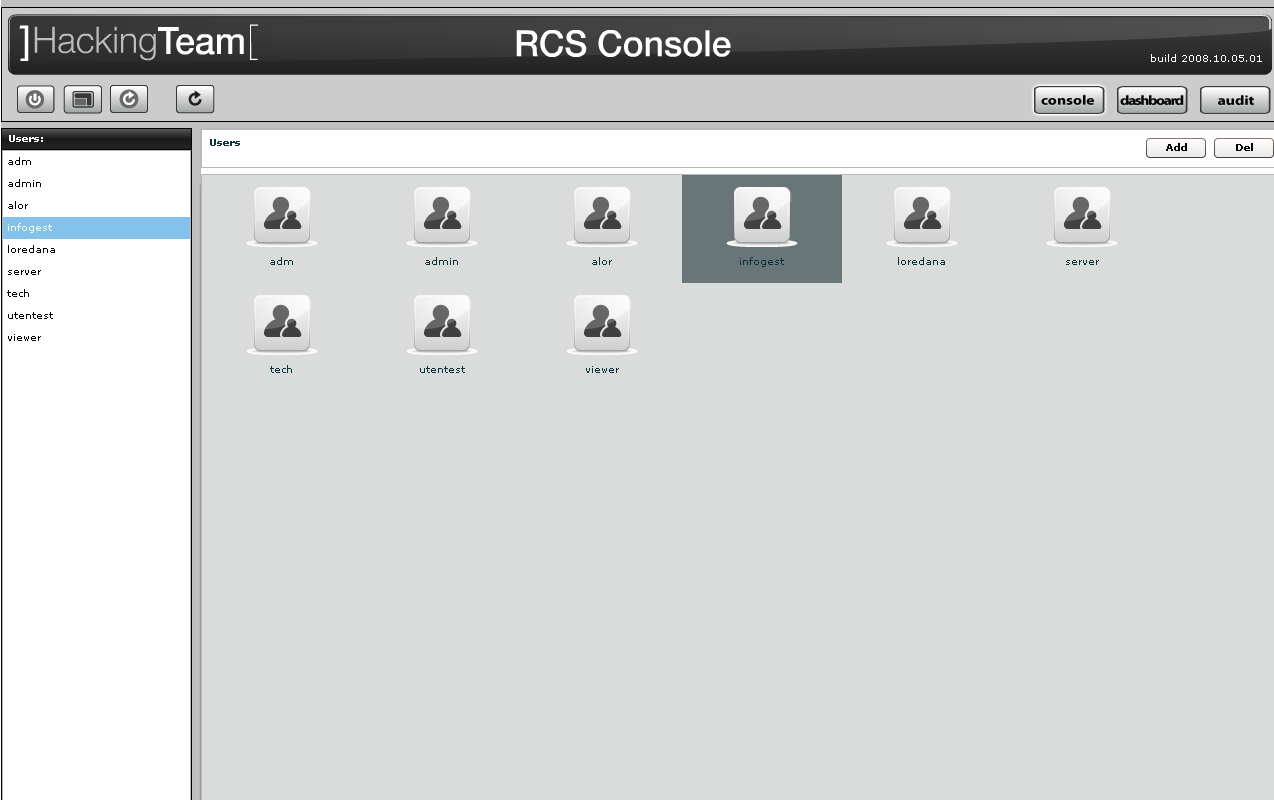 ]HackingTeam[
RCS Console
build 2008.10.05.01
console dashboard audit
Users:
adm
admin
alor
infogest
loredana
server
tech
utentest
viewer
Users
Add Del
adm admin alor infogest loredana server
tech utentest viewer